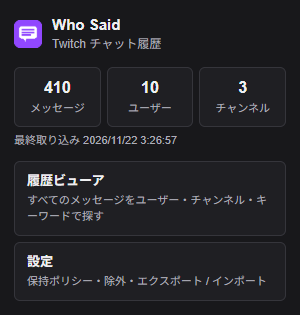 Who Said
Twitch チャット履歴
410
メッセージ
10
ユーザー
3
チャンネル
最終取り込み 2026/11/22 3:26:57
履歴ビューア
すべてのメッセージをユーザー・チャンネル・キ
ーワードで探す
設定
保持ポリシー・除外・エクスポート / インポート